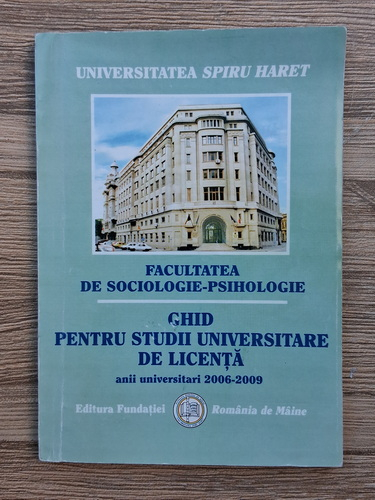 UNIVERSITATEA SPIRU HARET
FACULTATEA
DE SOCIOLOGIE-PSIHOLOGIE
GHID
PENTRU STUDII UNIVERSITARE
DE LICENȚĂ
anii universitari 2006-2009
Editura Fundației România de Mâine